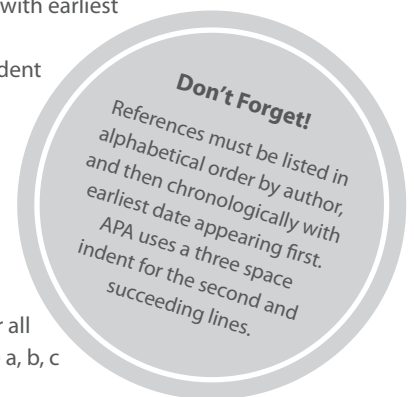 with earliest
dent
Don't Forget!
References must be listed in
alphabetical order by author,
and then chronologically with
earliest date appearing first.
APA uses a three space
indent for the second and
succeeding lines.
r all
a, b, c